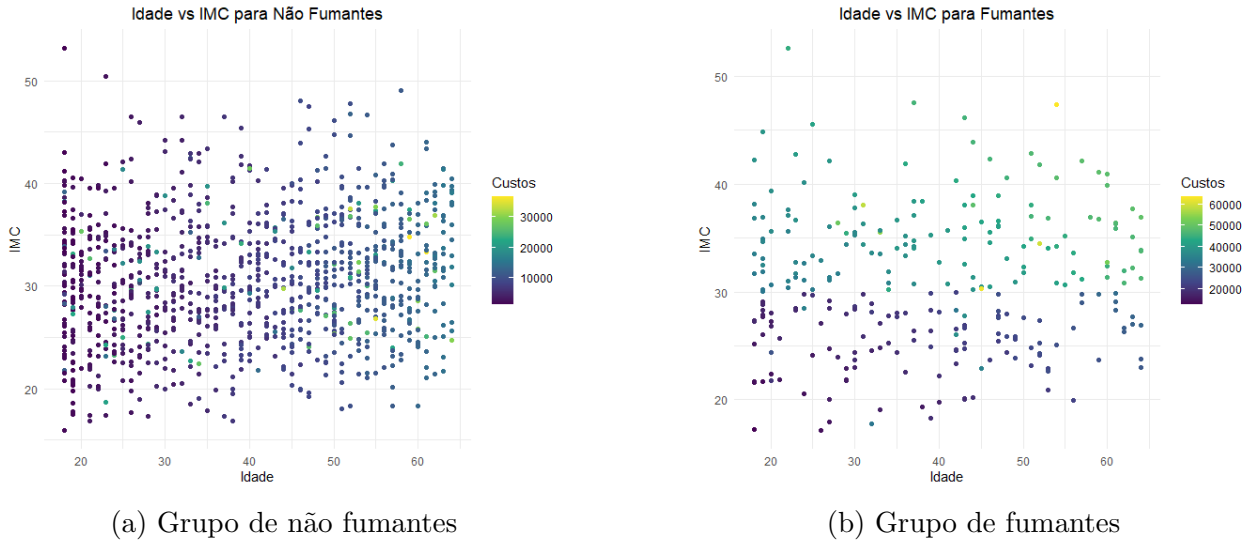 Idade vs IMC para Não Fumantes
50
40
30
20
IMC
20 30 40 50 60
Idade
Custos
30000
20000
10000
(a) Grupo de não fumantes
Idade vs IMC para Fumantes
50
40
30
20
IMC
20 30 40 50 60
Idade
Custos
60000
50000
40000
30000
20000
(b) Grupo de fumantes